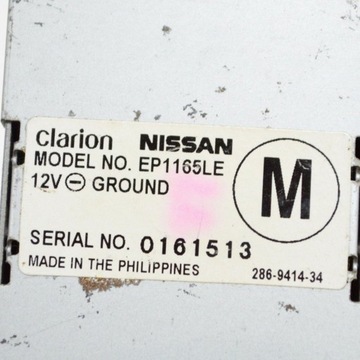 Clarion NISSAN
MODEL NO. EP1165LE
12V⊖ GROUND
M
SERIAL NO. 0161513
MADE IN THE PHILIPPINES
286-9414-34